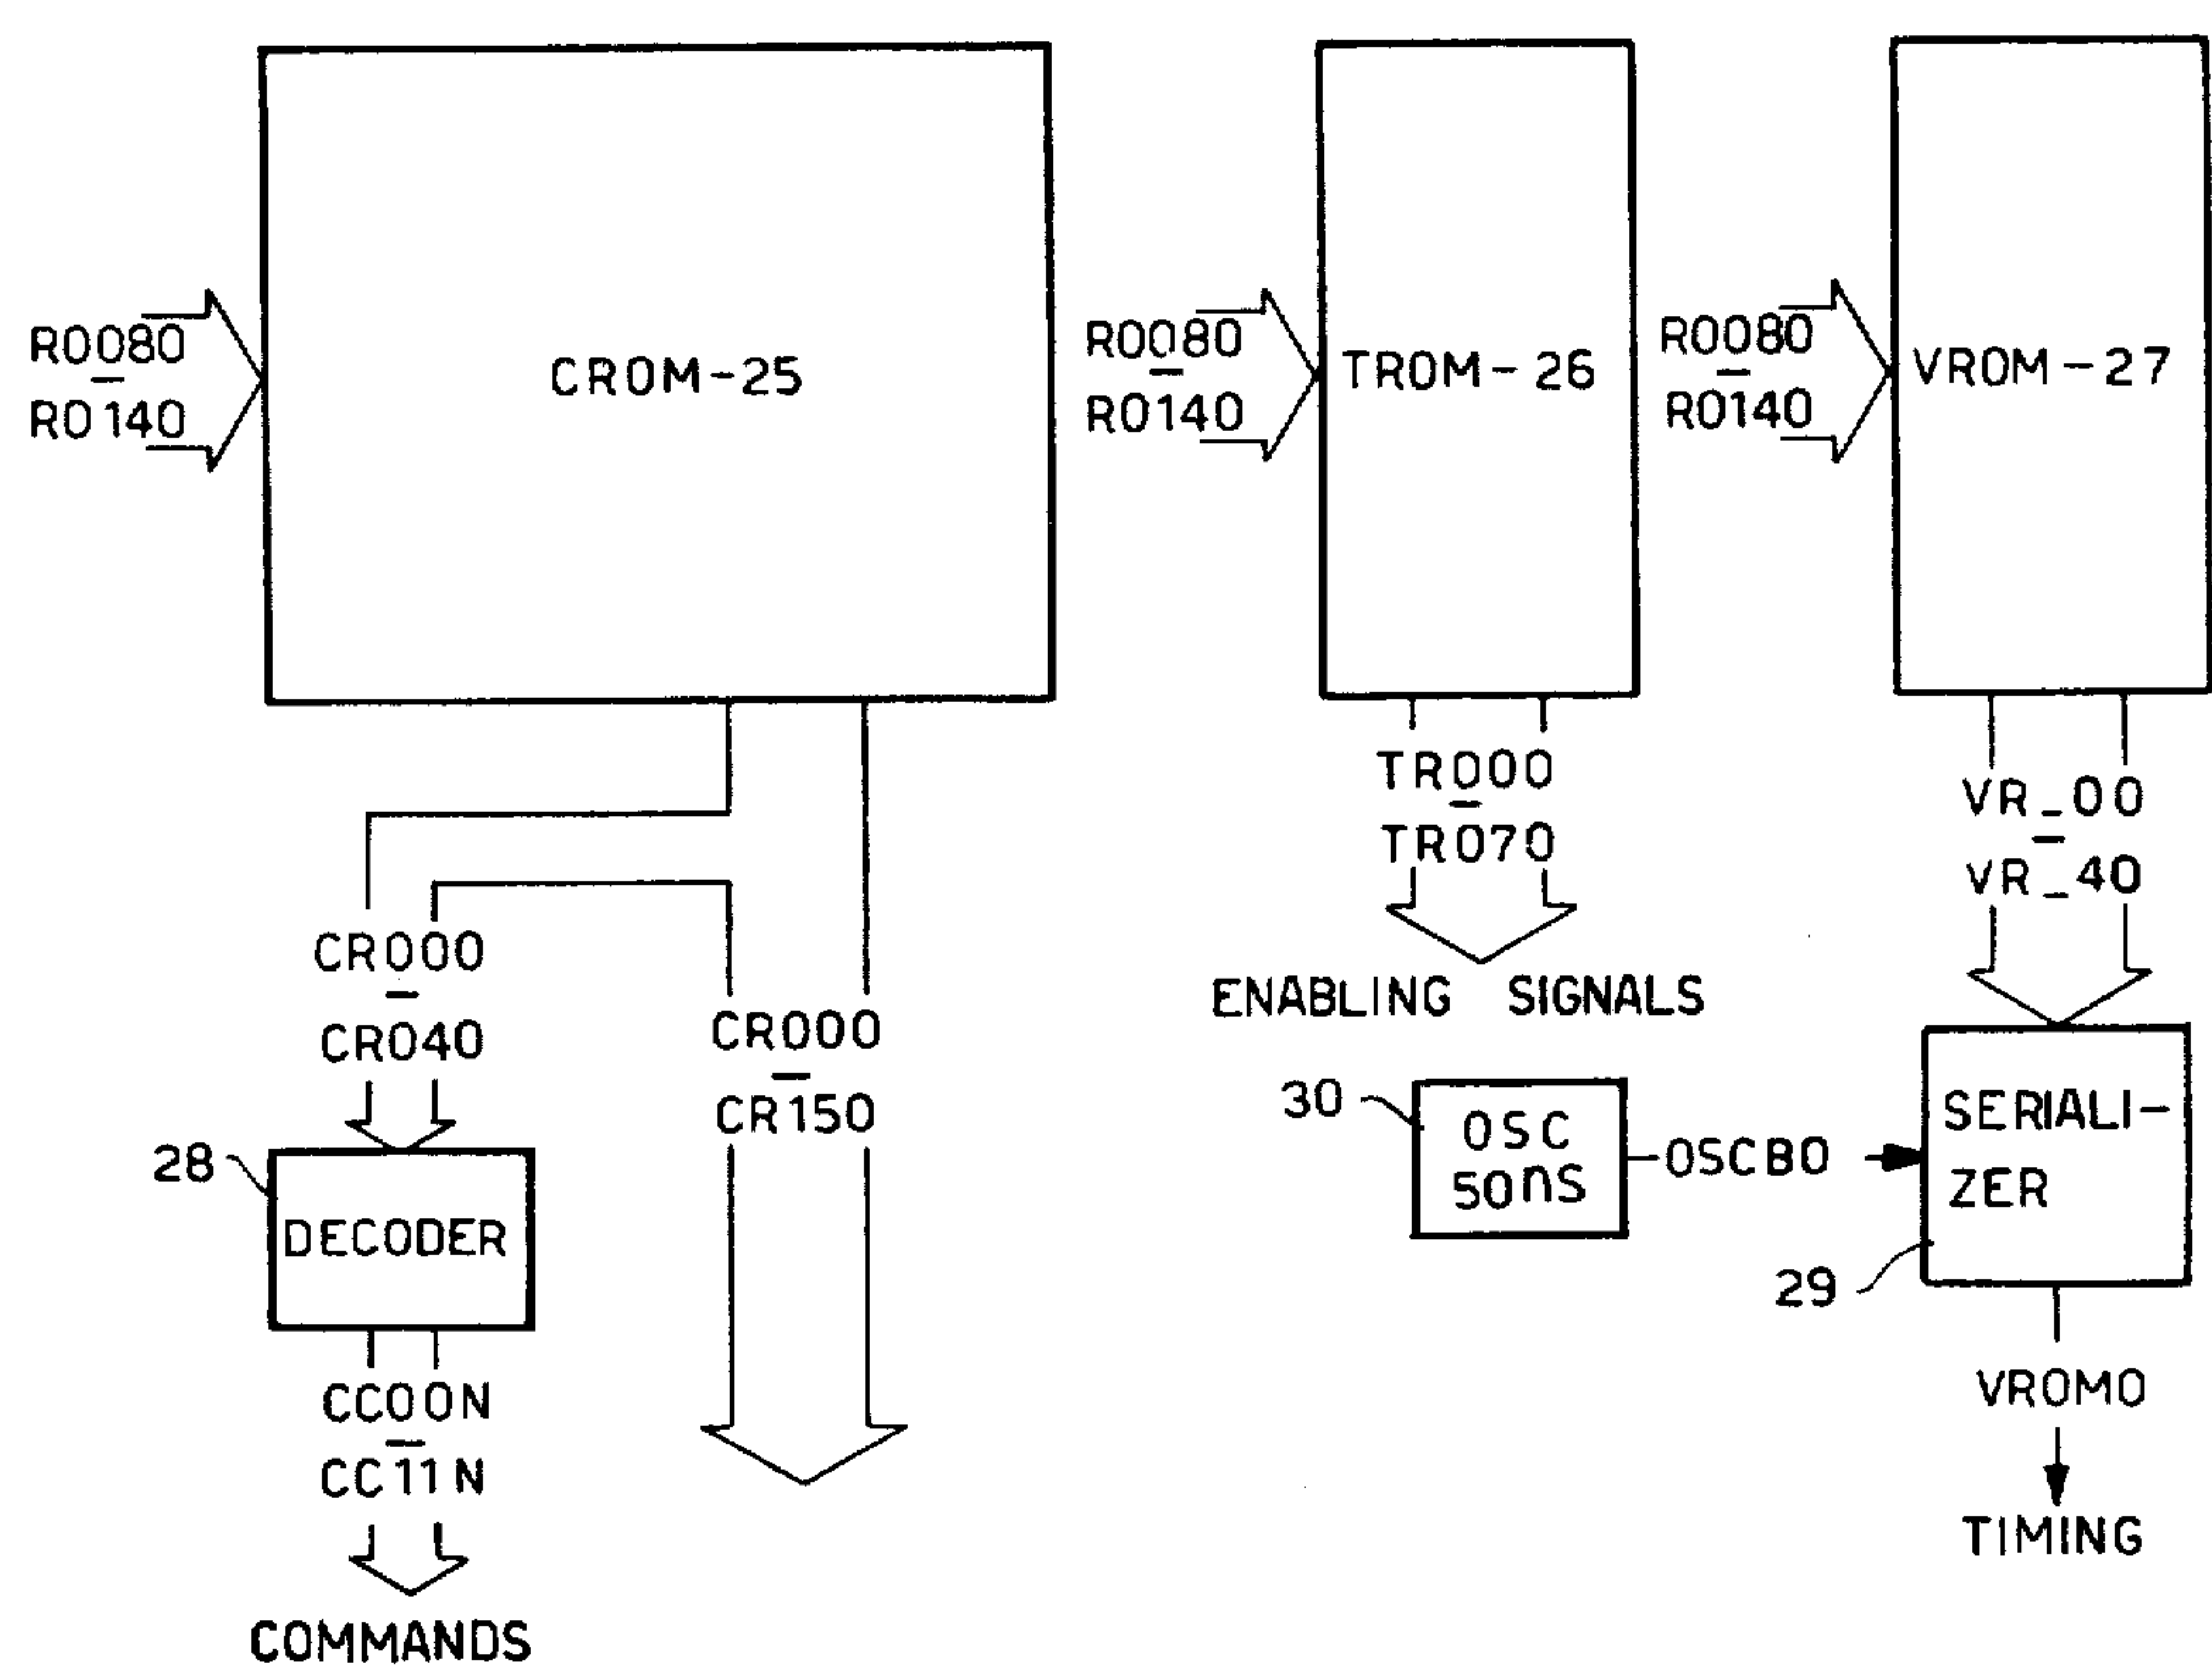 R0080
–
R0140
CROM-25
R0080
–
R0140
TROM-26
R0080
–
R0140
VROM-27
CR000
–
CR040
28
DECODER
CC00N
–
CC11N
COMMANDS
CR000
–
CR150
TR000
–
TR070
ENABLING SIGNALS
30
OSC
50nS
OSCB0
VR_00
–
VR_40
SERIALI-
ZER
29
VROM0
TIMING